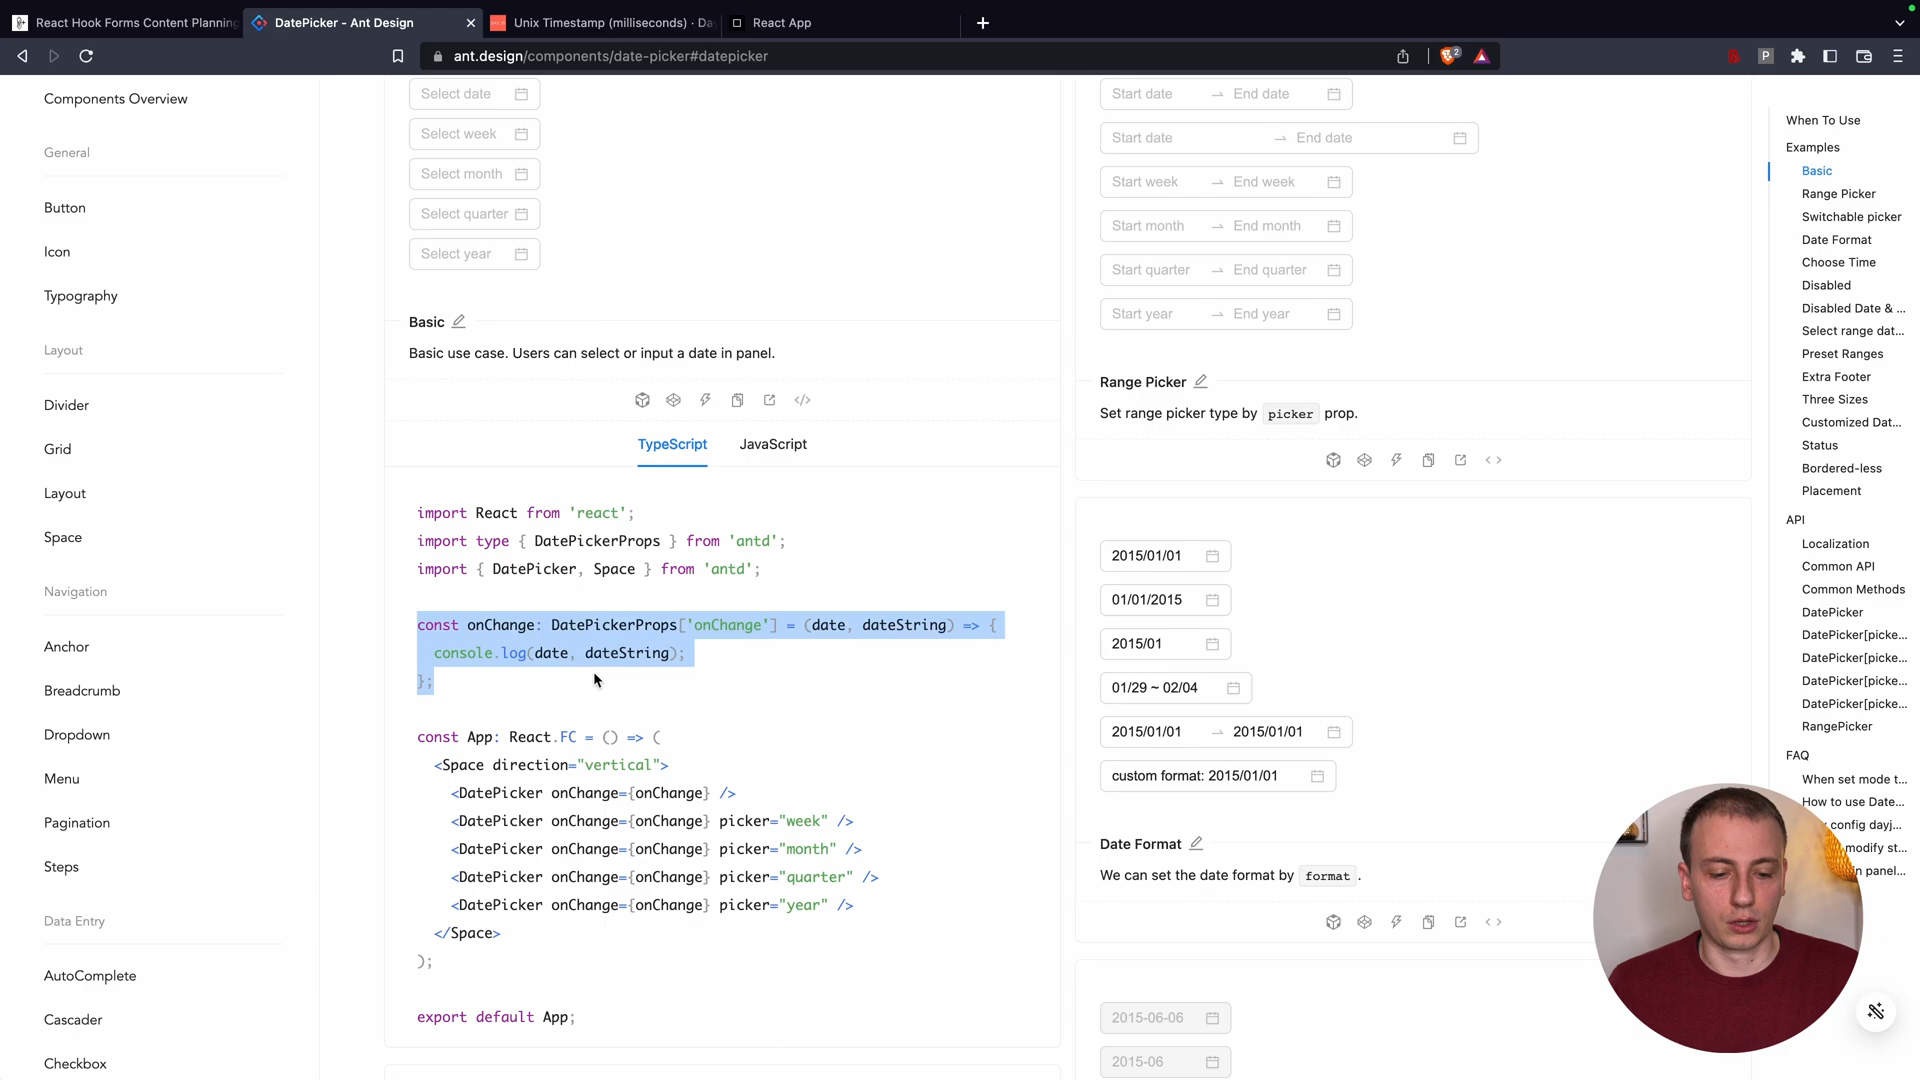 React Hook Forms Content Planning
DatePicker - Ant Design
Unix Timestamp (milliseconds) · Da
React App
ant.design/components/date-picker#datepicker
2
P
Components Overview
General
Button
Icon
Typography
Layout
Divider
Grid
Layout
Space
Navigation
Anchor
Breadcrumb
Dropdown
Menu
Pagination
Steps
Data Entry
AutoComplete
Cascader
Checkbox
Select date
Select week
Select month
Select quarter
Select year
Basic
Basic use case. Users can select or input a date in panel.
TypeScript JavaScript
import React from 'react';
import type { DatePickerProps } from 'antd';
import { DatePicker, Space } from 'antd';
const onChange: DatePickerProps['onChange'] = (date, dateString) => {
console.log(date, dateString);
};
const App: React.FC = () => (
<Space direction="vertical">
<DatePicker onChange={onChange} />
<DatePicker onChange={onChange} picker="week" />
<DatePicker onChange={onChange} picker="month" />
<DatePicker onChange={onChange} picker="quarter" />
<DatePicker onChange={onChange} picker="year" />
</Space>
);
export default App;
Start date → End date
Start date → End date
Start week → End week
Start month → End month
Start quarter → End quarter
Start year → End year
Range Picker
Set range picker type by picker prop.
2015/01/01
01/01/2015
2015/01
01/29 ~ 02/04
2015/01/01 → 2015/01/01
custom format: 2015/01/01
Date Format
We can set the date format by format.
2015-06-06
2015-06
When To Use
Examples
Basic
Range Picker
Switchable picker
Date Format
Choose Time
Disabled
Disabled Date & ...
Select range dat...
Preset Ranges
Extra Footer
Three Sizes
Customized Dat...
Status
Bordered-less
Placement
API
Localization
Common API
Common Methods
DatePicker
DatePicker[picke...
DatePicker[picke...
DatePicker[picke...
DatePicker[picke...
RangePicker
FAQ
When set mode t...
How to use Date...
config dayj...
modify st...
panel...